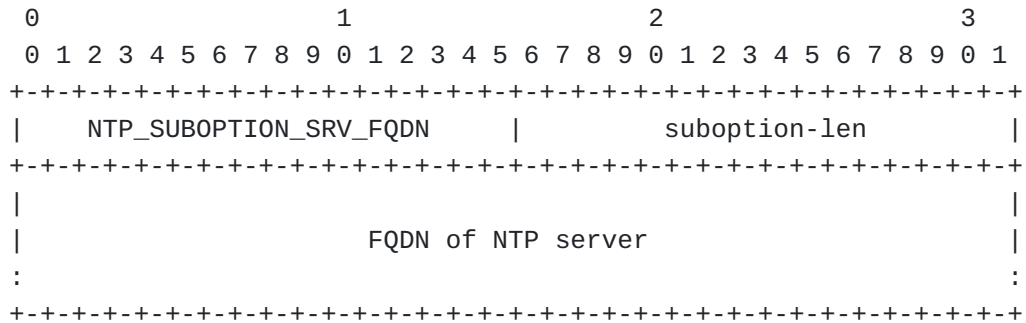 0                   1                   2                   3
0 1 2 3 4 5 6 7 8 9 0 1 2 3 4 5 6 7 8 9 0 1 2 3 4 5 6 7 8 9 0 1
+-+-+-+-+-+-+-+-+-+-+-+-+-+-+-+-+-+-+-+-+-+-+-+-+-+-+-+-+-+-+-+-+
|    NTP_SUBOPTION_SRV_FQDN     |         suboption-len         |
+-+-+-+-+-+-+-+-+-+-+-+-+-+-+-+-+-+-+-+-+-+-+-+-+-+-+-+-+-+-+-+-+
|                                                               |
|                      FQDN of NTP server                       |
:                                                               :
+-+-+-+-+-+-+-+-+-+-+-+-+-+-+-+-+-+-+-+-+-+-+-+-+-+-+-+-+-+-+-+-+